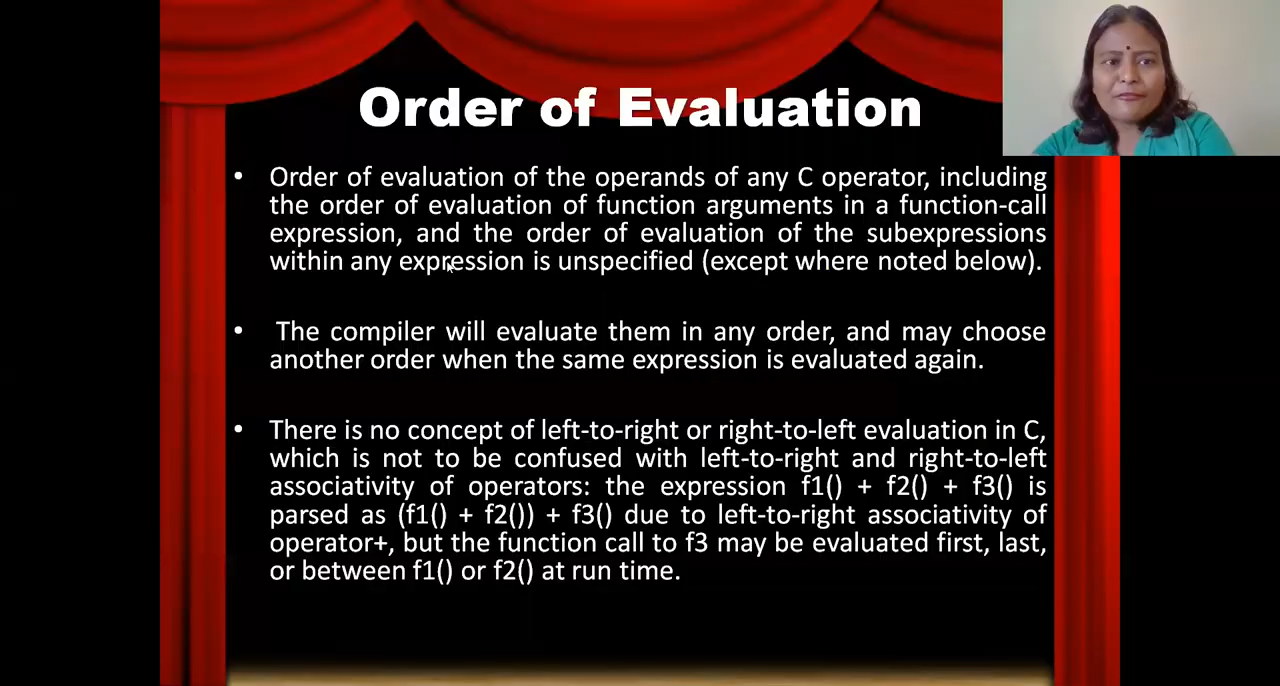 Order of Evaluation
• Order of evaluation of the operands of any C operator, including
the order of evaluation of function arguments in a function-call
expression, and the order of evaluation of the subexpressions
within any expression is unspecified (except where noted below).
• The compiler will evaluate them in any order, and may choose
another order when the same expression is evaluated again.
• There is no concept of left-to-right or right-to-left evaluation in C,
which is not to be confused with left-to-right and right-to-left
associativity of operators: the expression f1() + f2() + f3() is
parsed as (f1() + f2()) + f3() due to left-to-right associativity of
operator+, but the function call to f3 may be evaluated first, last,
or between f1() or f2() at run time.